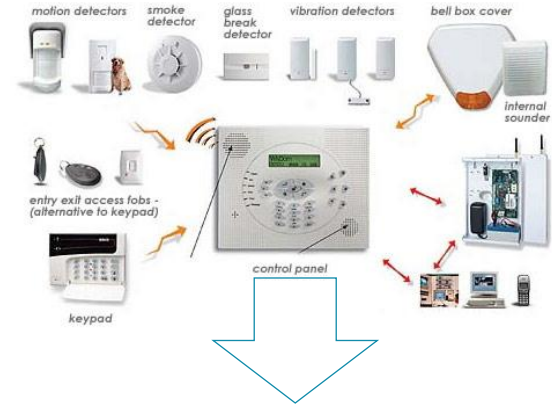 motion detectors
smoke
detector
glass
break
detector
vibration detectors
bell box cover
internal
sounder
entry exit access fobs -
(alternative to keypad)
control panel
keypad